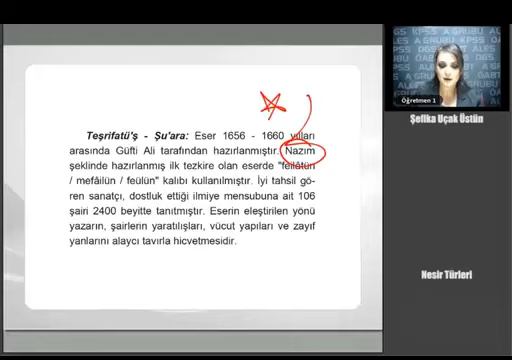 Teşrifatü'ş - Şu'ara: Eser 1656 - 1660 yılları
arasında Güfti Ali tarafından hazırlanmıştır. Nazım
şeklinde hazırlanmış ilk tezkire olan eserde "feilâtün
/ mefâilün / feülün" kalıbı kullanılmıştır. İyi tahsil gö-
ren sanatçı, dostluk ettiği ilmiye mensubuna ait 106
şairi 2400 beyitte tanıtmıştır. Eserin eleştirilen yönü
yazarın, şairlerin yaratılışları, vücut yapıları ve zayıf
yanlarını alaycı tavırla hicvetmesidir.
Öğretmen 1
Şefika Uçak Üstün
Nesir Türleri